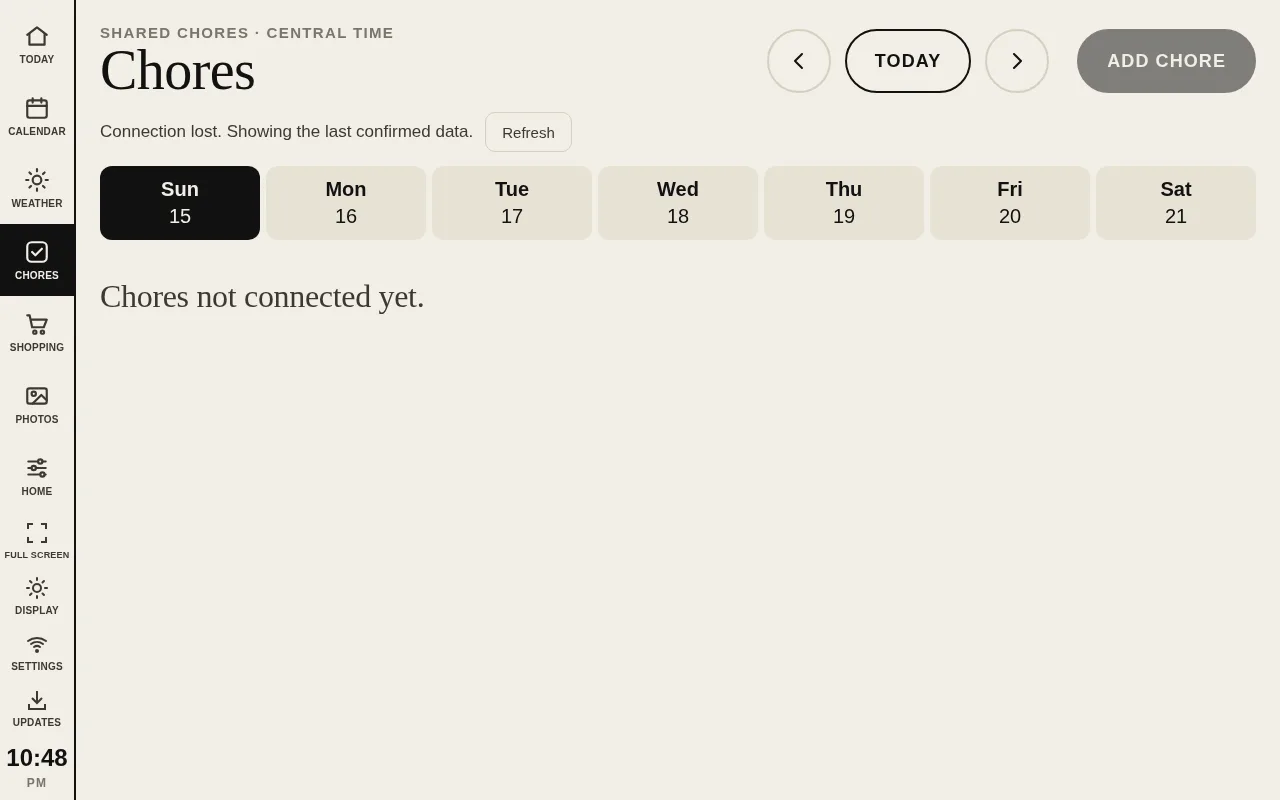 TODAY
CALENDAR
WEATHER
CHORES
SHOPPING
PHOTOS
HOME
FULL SCREEN
DISPLAY
SETTINGS
UPDATES
10:48
PM
SHARED CHORES · CENTRAL TIME
Chores
TODAY
ADD CHORE
Connection lost. Showing the last confirmed data.
Refresh
Sun
15
Mon
16
Tue
17
Wed
18
Thu
19
Fri
20
Sat
21
Chores not connected yet.